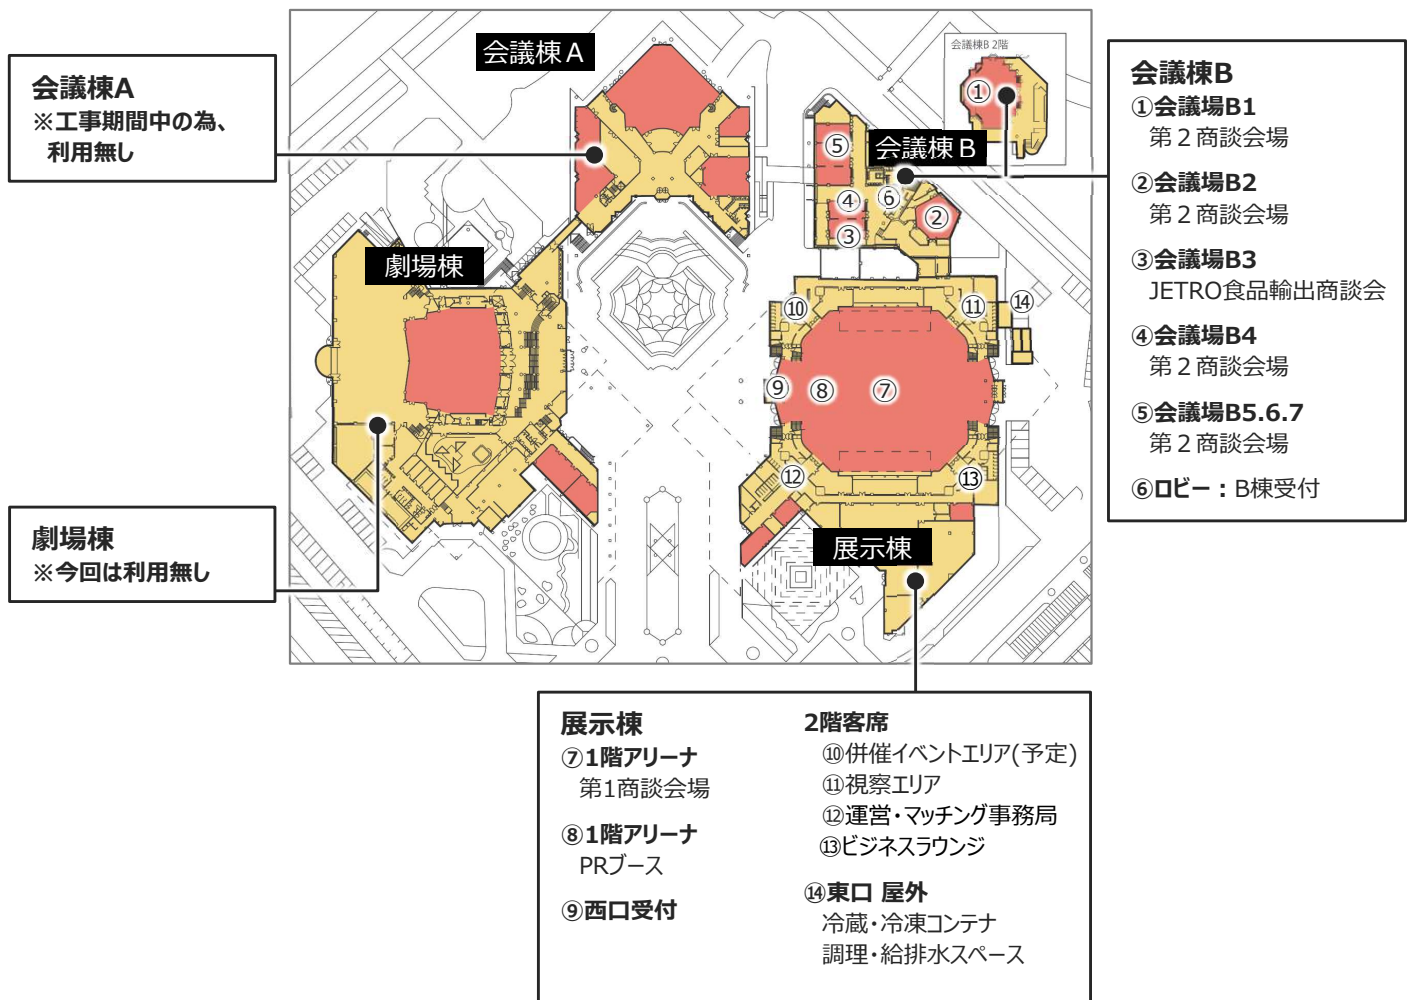 会議棟A
※工事期間中の為、
利用無し
劇場棟
※今回は利用無し
会議棟A
会議棟B 2階
①
⑤
会議棟B
④
⑥
②
③
劇場棟
⑩
⑪
⑭
⑨
⑧
⑦
⑫
⑬
展示棟
会議棟B
①会議場B1
第2商談会場
②会議場B2
第2商談会場
③会議場B3
JETRO食品輸出商談会
④会議場B4
第2商談会場
⑤会議場B5.6.7
第2商談会場
⑥ロビー：B棟受付
展示棟
⑦1階アリーナ
第1商談会場
⑧1階アリーナ
PRブース
⑨西口受付
2階客席
⑩併催イベントエリア(予定)
⑪視察エリア
⑫運営・マッチング事務局
⑬ビジネスラウンジ
⑭東口 屋外
冷蔵・冷凍コンテナ
調理・給排水スペース